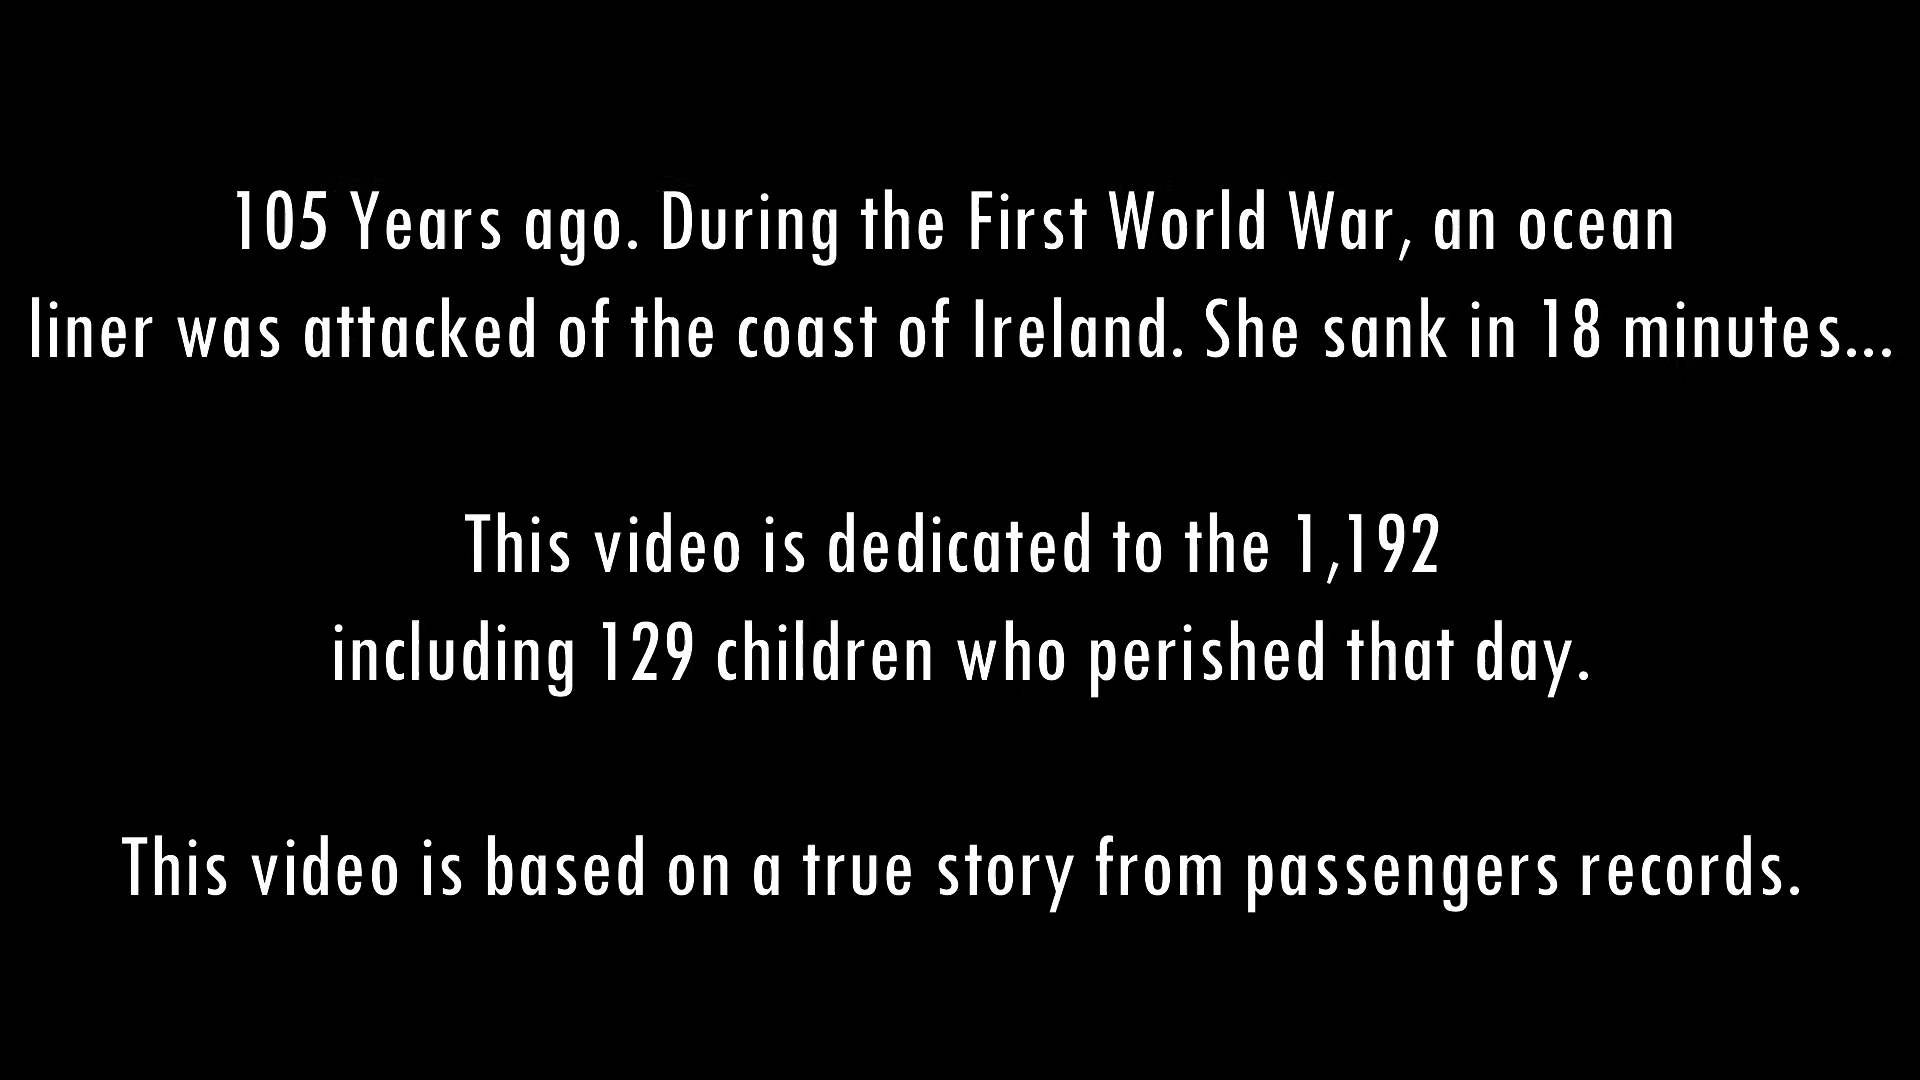 105 Years ago. During the First World War, an ocean
liner was attacked of the coast of Ireland. She sank in 18 minutes...
This video is dedicated to the 1,192
including 129 children who perished that day.
This video is based on a true story from passengers records.